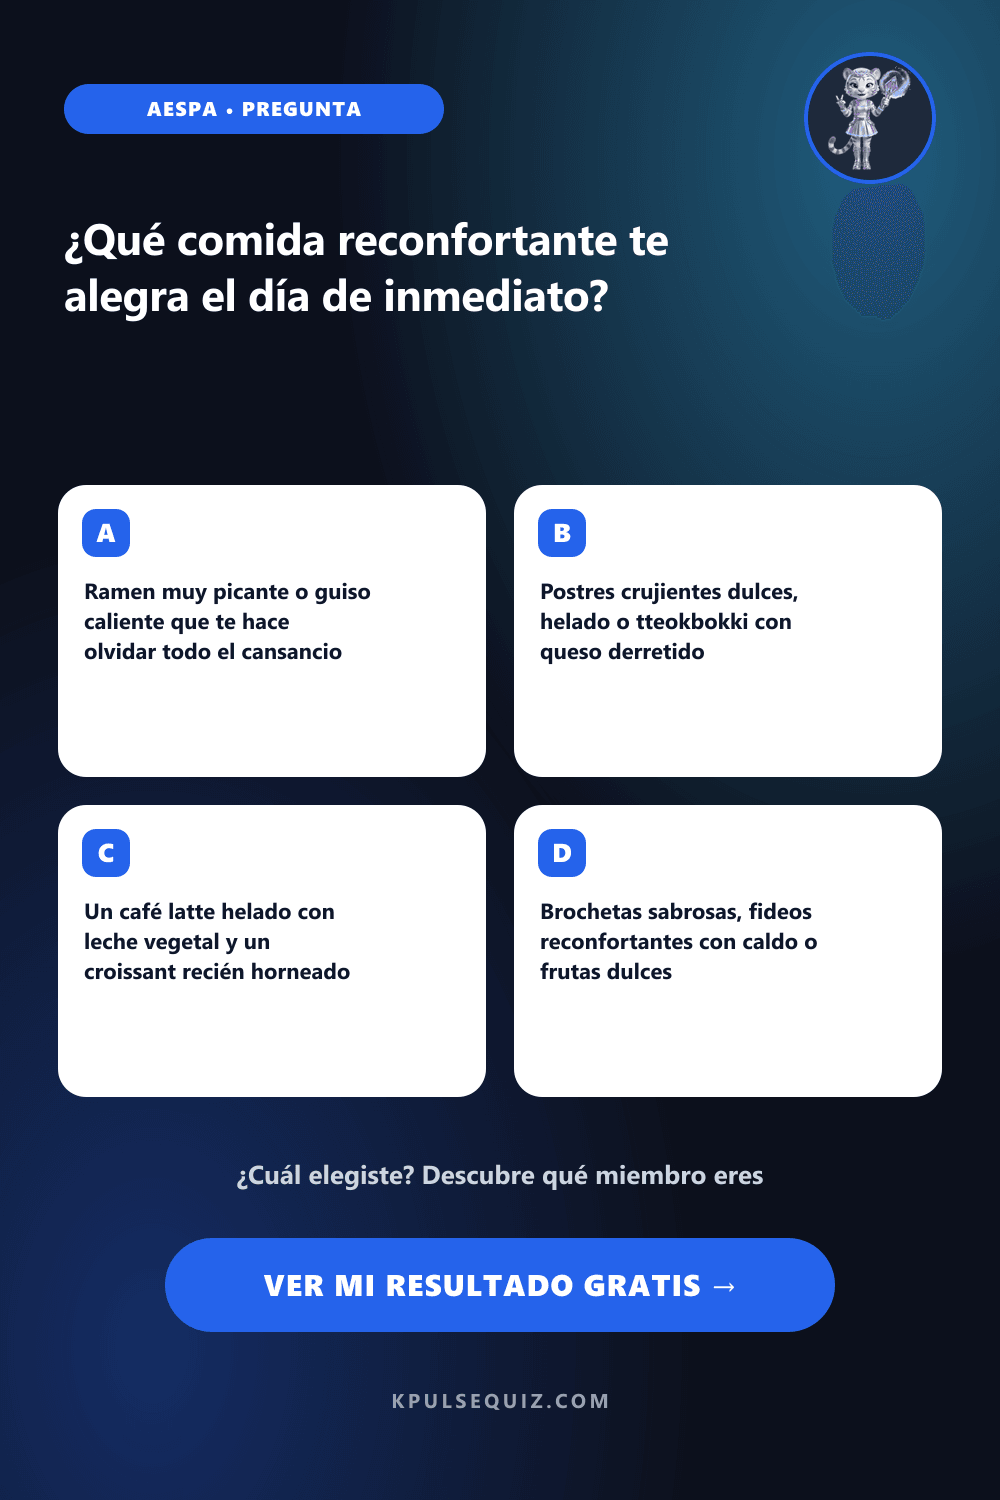 AESPA • PREGUNTA
¿Qué comida reconfortante te
alegra el día de inmediato?
A
Ramen muy picante o guiso
caliente que te hace
olvidar todo el cansancio
B
Postres crujientes dulces,
helado o tteokbokki con
queso derretido
C
Un café latte helado con
leche vegetal y un
croissant recién horneado
D
Brochetas sabrosas, fideos
reconfortantes con caldo o
frutas dulces
¿Cuál elegiste? Descubre qué miembro eres
VER MI RESULTADO GRATIS →
KPULSEQUIZ.COM